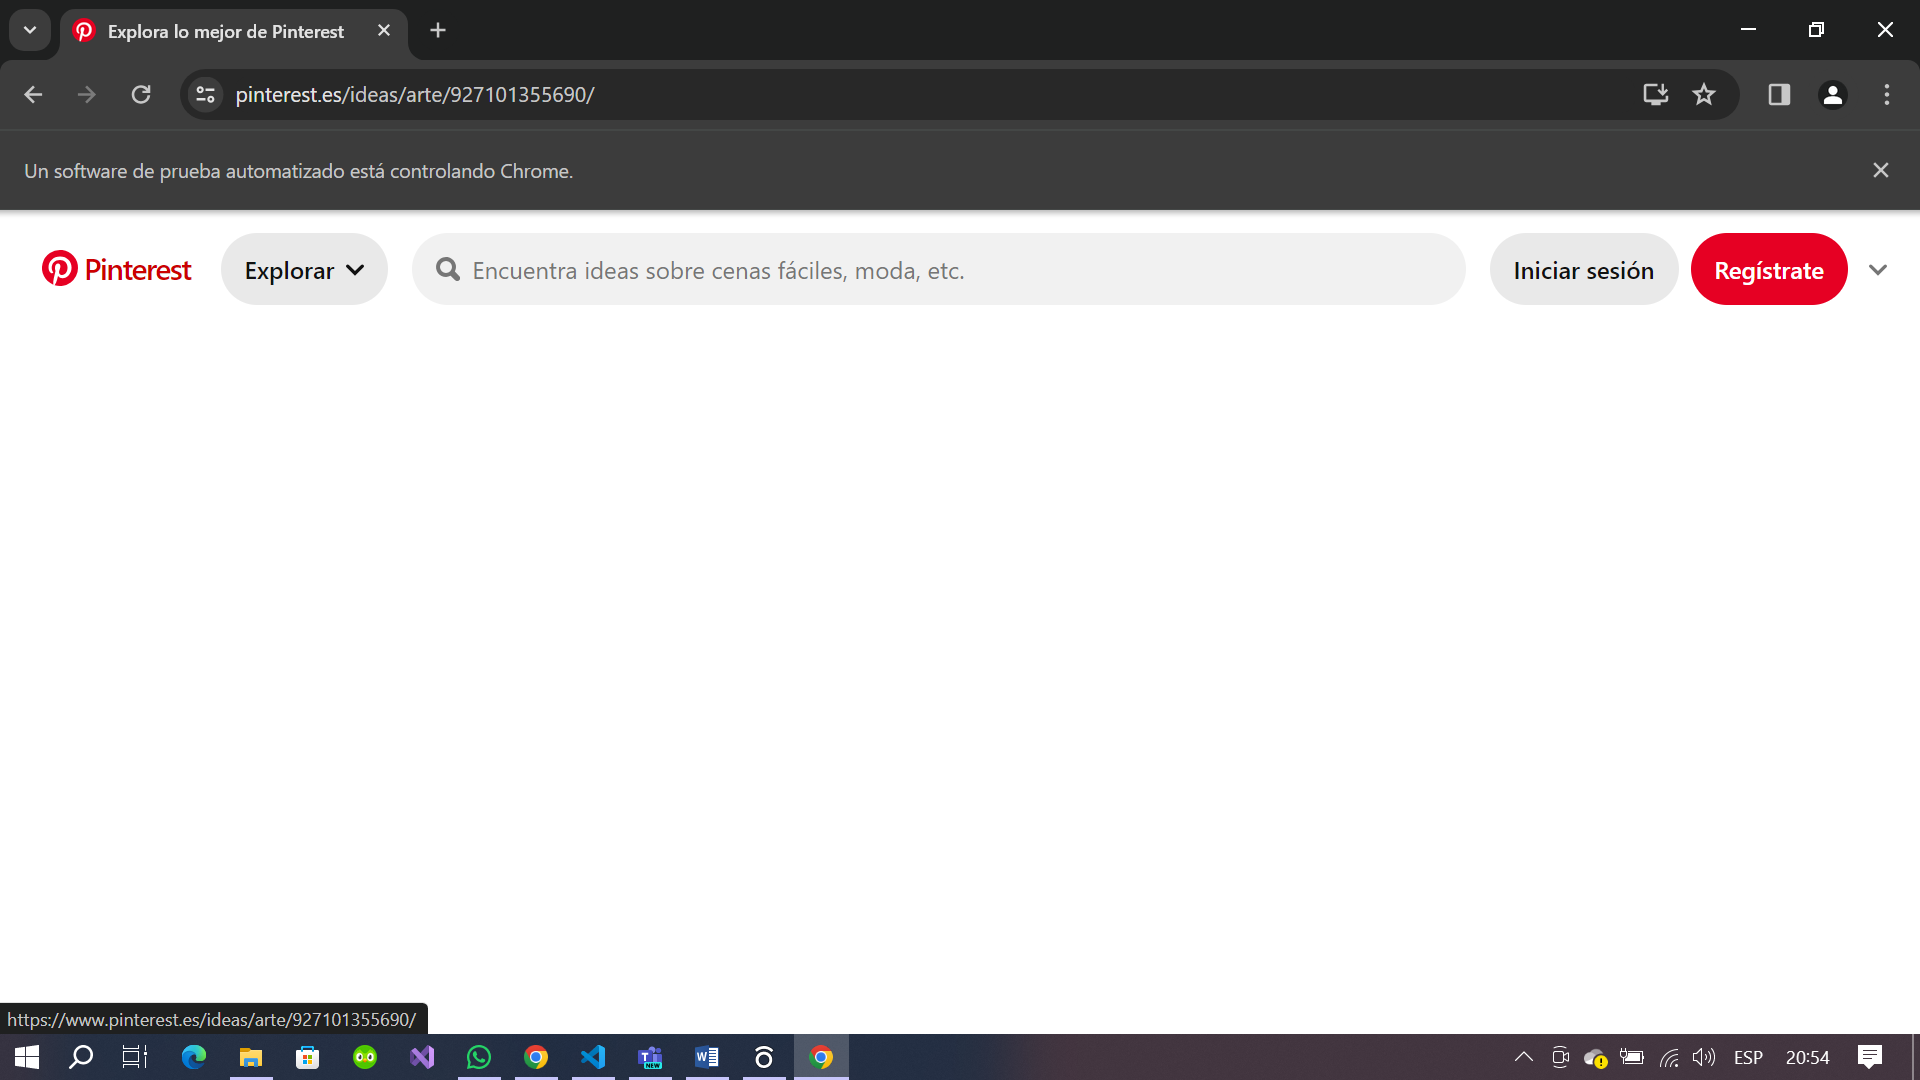 Explora lo mejor de Pinterest
pinterest.es/ideas/arte/927101355690/
Un software de prueba automatizado está controlando Chrome.
Pinterest
Explorar
Encuentra ideas sobre cenas fáciles, moda, etc.
Iniciar sesión
Regístrate
https://www.pinterest.es/ideas/arte/927101355690/
T
NEW
W
ESP
20:54